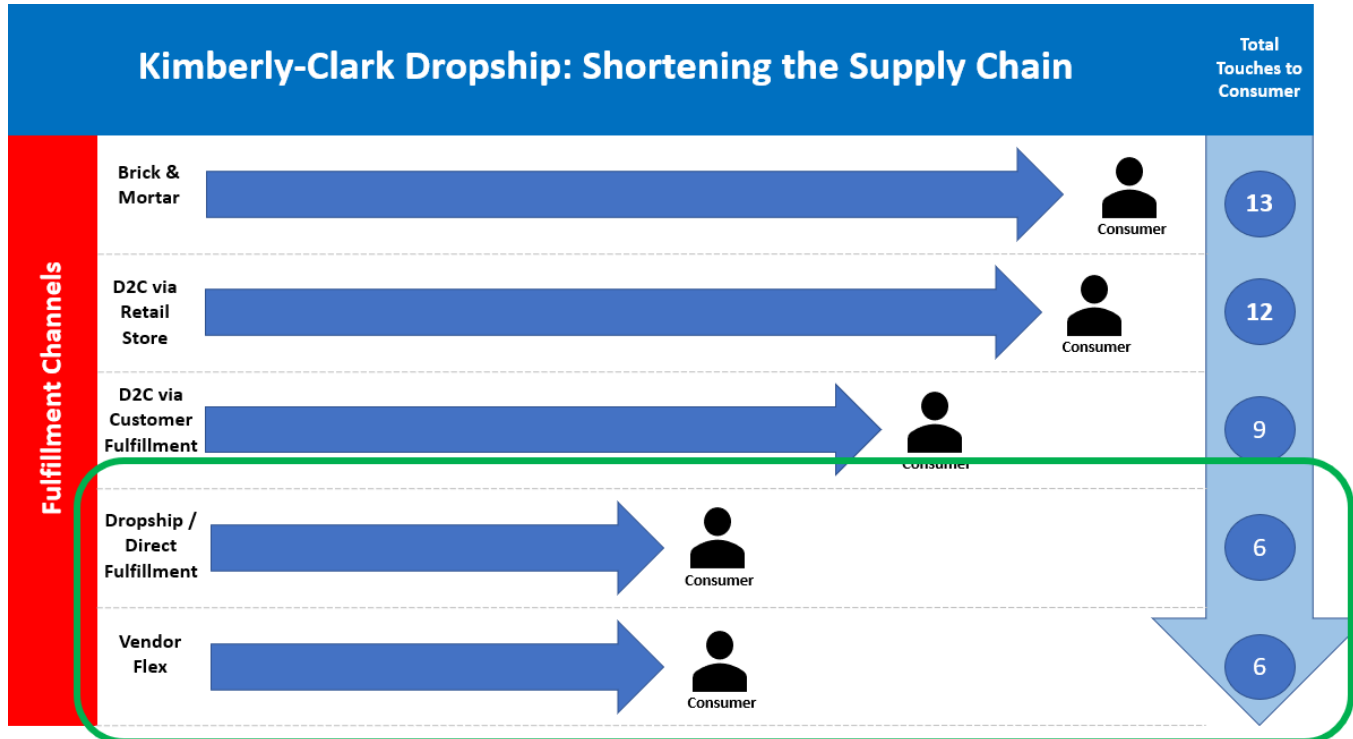 Kimberly-Clark Dropship: Shortening the Supply Chain
Total
Touches to
Consumer
Fulfillment Channels
Brick &
Mortar
Consumer
13
D2C via
Retail
Store
Consumer
12
D2C via
Customer
Fulfillment
Consumer
9
Dropship /
Direct
Fulfillment
Consumer
6
Vendor
Flex
Consumer
6